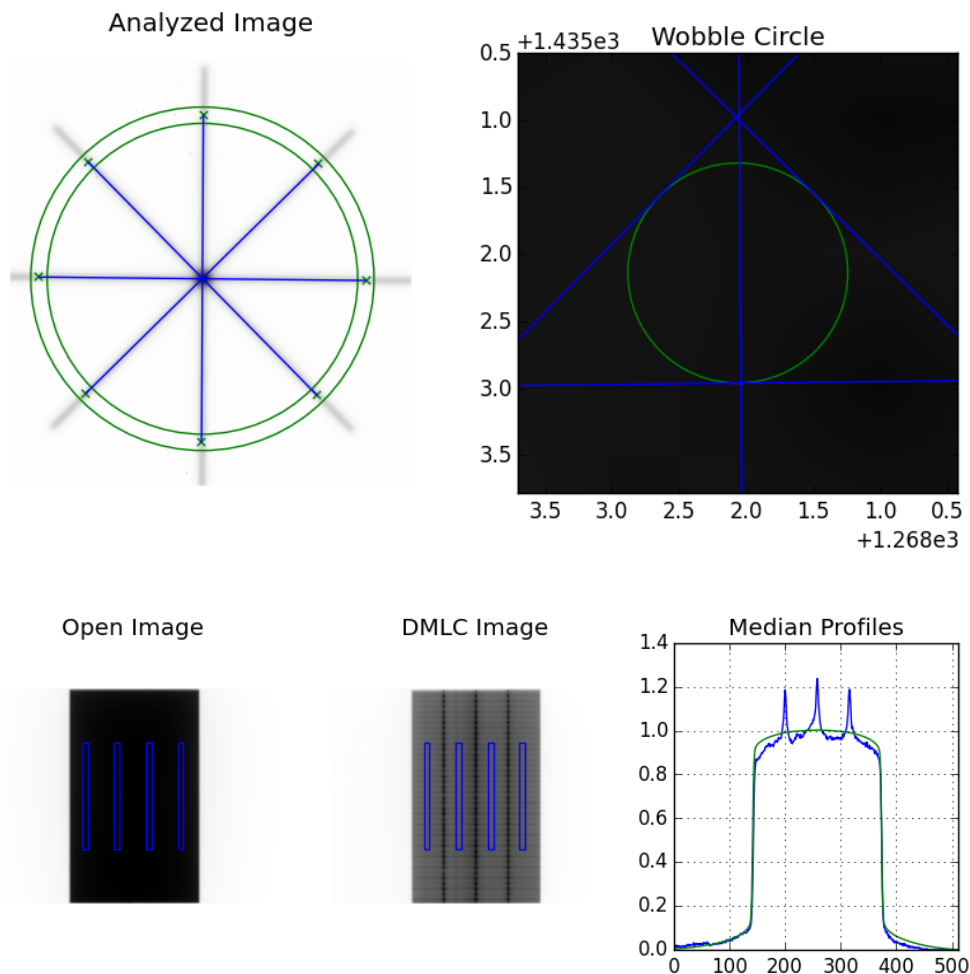 Analyzed Image
Wobble Circle
+1.435e3
0.5
1.0
1.5
2.0
2.5
3.0
3.5
3.5 3.0 2.5 2.0 1.5 1.0 0.5
+1.268e3
Open Image
DMLC Image
Median Profiles
1.4
1.2
1.0
0.8
0.6
0.4
0.2
0.0
0 100 200 300 400 500